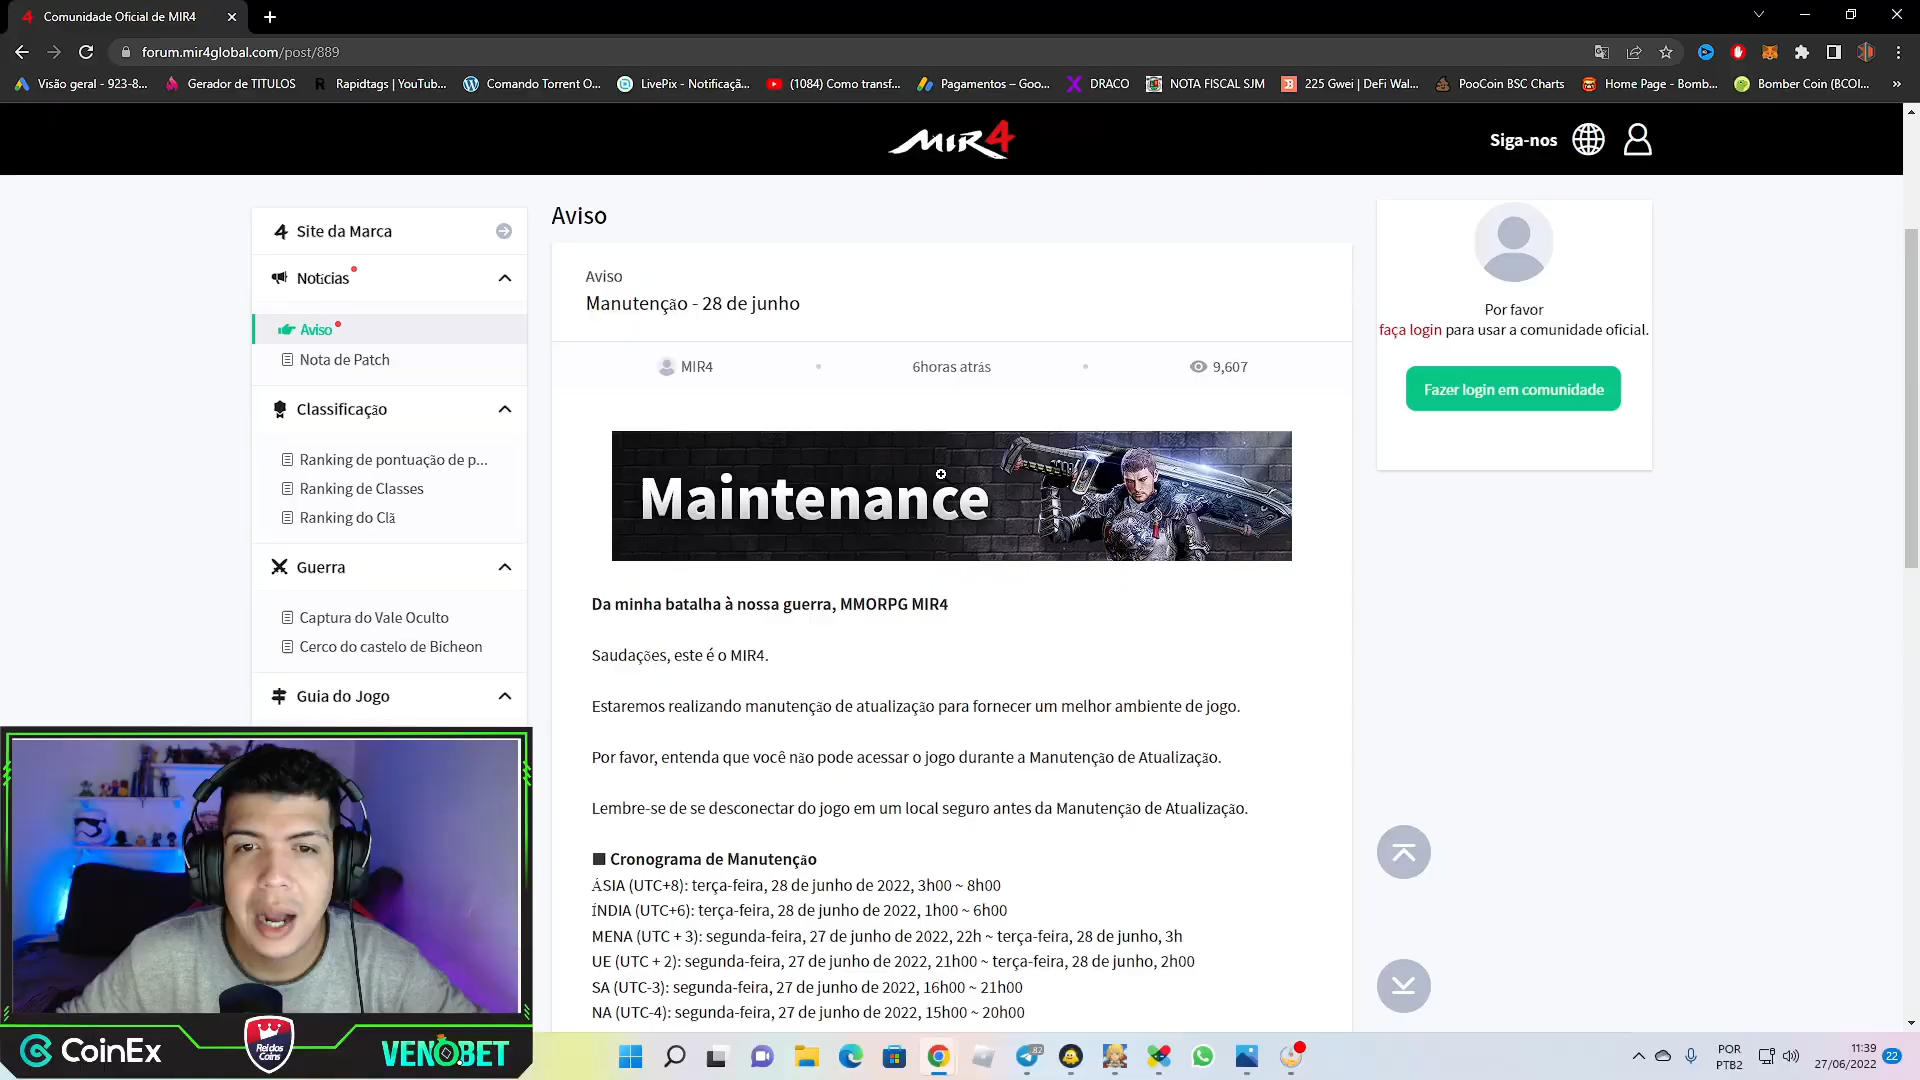 Comunidade Oficial de MIR4
forum.mir4global.com/post/889
Visão geral - 923-8...
Gerador de TITULOS
Rapidtags | YouTub...
Comando Torrent O...
LivePix - Notificaçã...
(1084) Como transf...
Pagamentos – Goo...
DRACO
NOTA FISCAL SJM
225 Gwei | DeFi Wal...
PooCoin BSC Charts
Home Page - Bomb...
Bomber Coin (BCOI...
MIR4
Siga-nos
Site da Marca
Notícias
Aviso
Nota de Patch
Classificação
Ranking de pontuação de p...
Ranking de Classes
Ranking do Clã
Guerra
Captura do Vale Oculto
Cerco do castelo de Bicheon
Guia do Jogo
Aviso
Aviso
Manutenção - 28 de junho
MIR4
6horas atrás
9,607
Maintenance
Da minha batalha à nossa guerra, MMORPG MIR4
Saudações, este é o MIR4.
Estaremos realizando manutenção de atualização para fornecer um melhor ambiente de jogo.
Por favor, entenda que você não pode acessar o jogo durante a Manutenção de Atualização.
Lembre-se de se desconectar do jogo em um local seguro antes da Manutenção de Atualização.
■ Cronograma de Manutenção
ÁSIA (UTC+8): terça-feira, 28 de junho de 2022, 3h00 ~ 8h00
ÍNDIA (UTC+6): terça-feira, 28 de junho de 2022, 1h00 ~ 6h00
MENA (UTC + 3): segunda-feira, 27 de junho de 2022, 22h ~ terça-feira, 28 de junho, 3h
UE (UTC + 2): segunda-feira, 27 de junho de 2022, 21h00 ~ terça-feira, 28 de junho, 2h00
SA (UTC-3): segunda-feira, 27 de junho de 2022, 16h00 ~ 21h00
NA (UTC-4): segunda-feira, 27 de junho de 2022, 15h00 ~ 20h00
Por favor
faça login para usar a comunidade oficial.
Fazer login em comunidade
CoinEx
Rei dos
Coins
VENOBET
82
POR
PTB2
11:39
27/06/2022
22